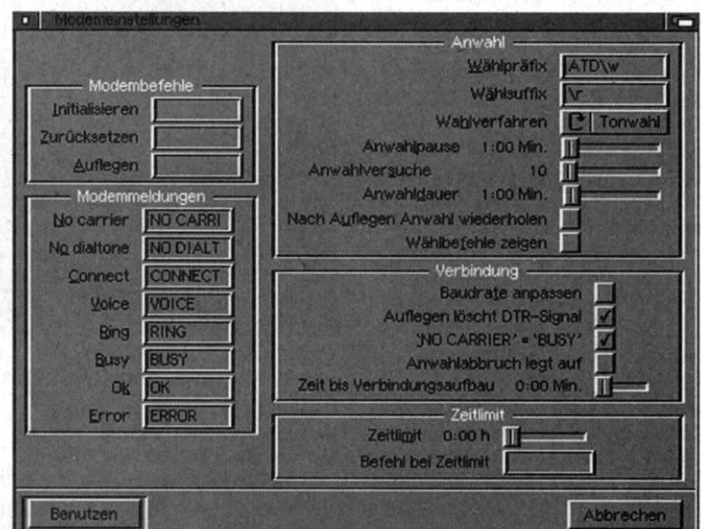 Modemeinstellungen
Modembefehle
Initialisieren
Zurücksetzen
Auflegen
Modemmeldungen
No carrier NO CARRI
No dialtone NO DIALT
Connect CONNECT
Voice VOICE
Ring RING
Busy BUSY
Ok OK
Error ERROR
Anwahl
Wählpräfix ATD\w
Wählsuffix \r
Wahlverfahren Tonwahl
Anwahlpause 1:00 Min.
Anwahlversuche 10
Anwahldauer 1:00 Min.
Nach Auflegen Anwahl wiederholen
Wählbefehle zeigen
Verbindung
Baudrate anpassen
Auflegen löscht DTR-Signal
'NO CARRIER' = 'BUSY'
Anwahlabbruch legt auf
Zeit bis Verbindungsaufbau 0:00 Min.
Zeitlimit
Zeitlimit 0:00 h
Befehl bei Zeitlimit
Benutzen
Abbrechen